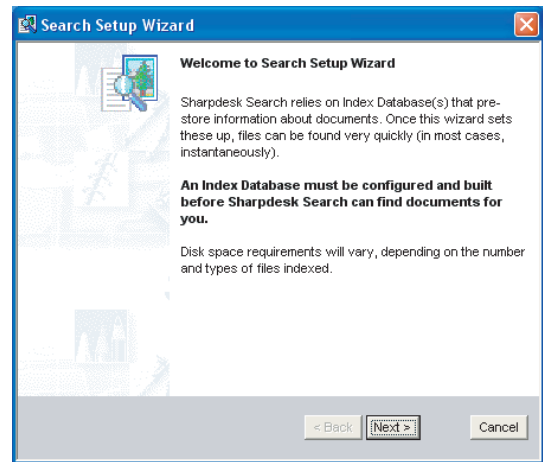 Search Setup Wizard
Welcome to Search Setup Wizard
Sharpdesk Search relies on Index Database(s) that pre-
store information about documents. Once this wizard sets
these up, files can be found very quickly (in most cases,
instantaneously).
An Index Database must be configured and built
before Sharpdesk Search can find documents for
you.
Disk space requirements will vary, depending on the number
and types of files indexed.
< Back Next > Cancel